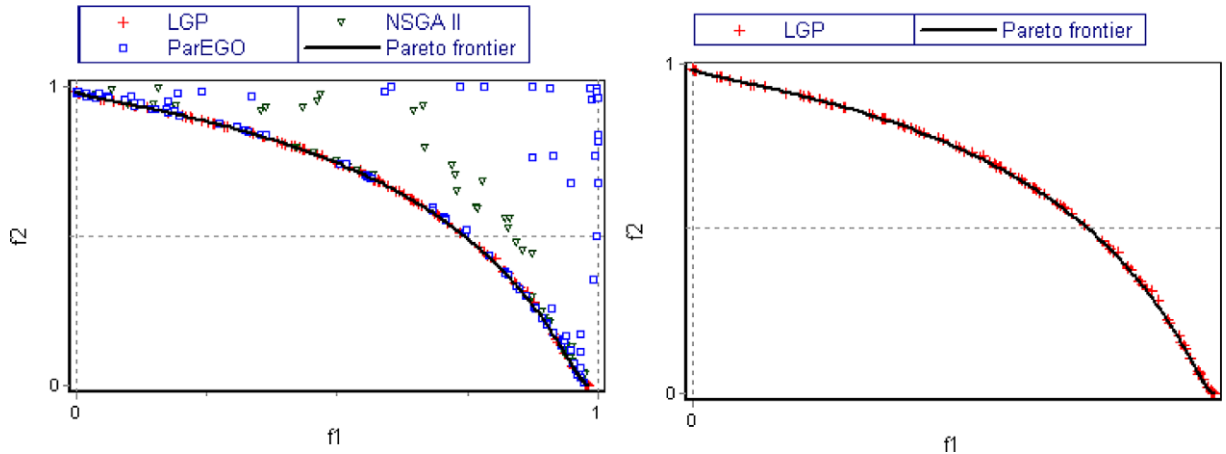 LGP NSGA II
ParEGO Pareto frontier
1
f2
0
0 1
f1
LGP Pareto frontier
1
f2
0
0
f1